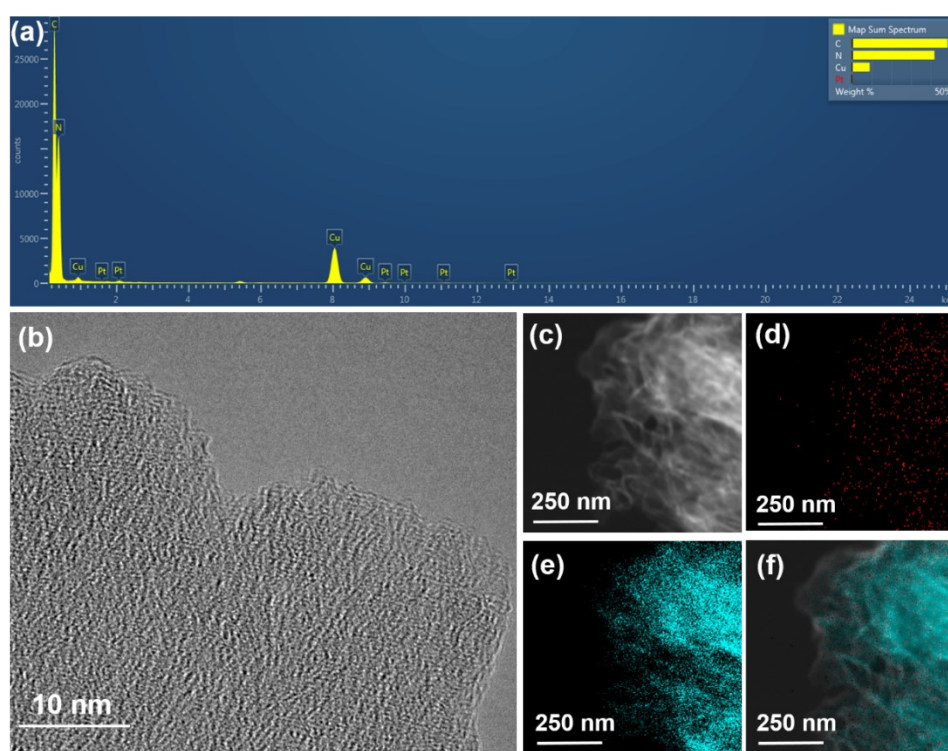 (a)
C
25000
20000
N
counts
10000
5000
0
Cu
Pt
Pt
Cu
Cu
Pt
Pt
Pt
Pt
2
4
6
8
10
12
14
16
18
20
22
24
Map Sum Spectrum
C
N
Cu
Pt
Weight %
50%
(b)
10 nm
(c)
250 nm
(d)
250 nm
(e)
250 nm
(f)
250 nm